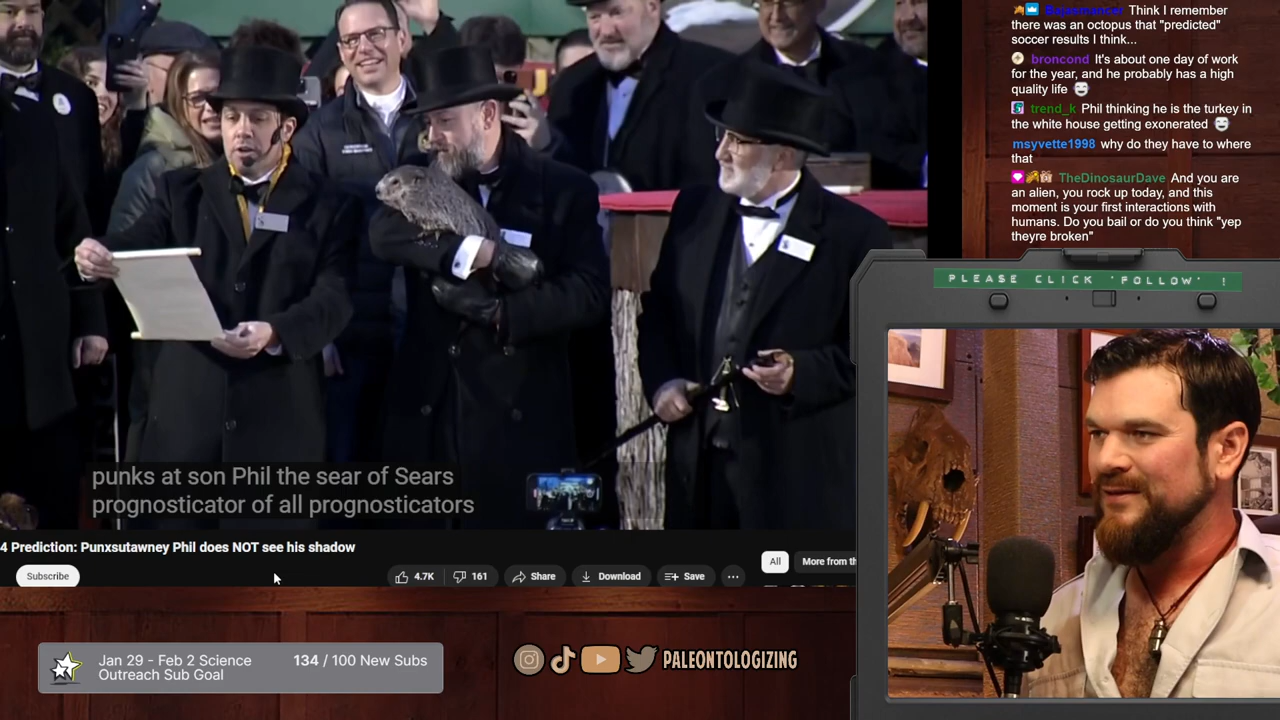 Bajasmancer Think I remember
there was an octopus that "predicted"
soccer results I think...
broncond It's about one day of work
for the year, and he probably has a high
quality life
trend_k Phil thinking he is the turkey in
the white house getting exonerated
msyvette1998 why do they have to where
that
TheDinosaurDave And you are
an alien, you rock up today, and this
moment is your first interactions with
humans. Do you bail or do you think "yep
theyre broken"
PLEASE CLICK 'FOLLOW' !
punks at son Phil the sear of Sears
prognosticator of all prognosticators
4 Prediction: Punxsutawney Phil does NOT see his shadow
Subscribe
4.7K
161
Share
Download
Save
All
More from th
Jan 29 - Feb 2 Science
Outreach Sub Goal
134 / 100 New Subs
PALEONTOLOGIZING